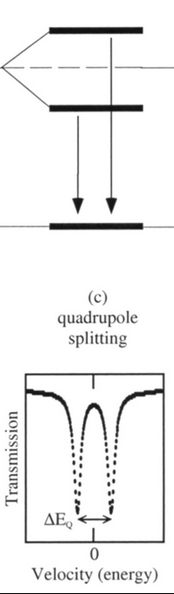 (c)
quadrupole
splitting
Transmission
ΔE_Q
0
Velocity (energy)